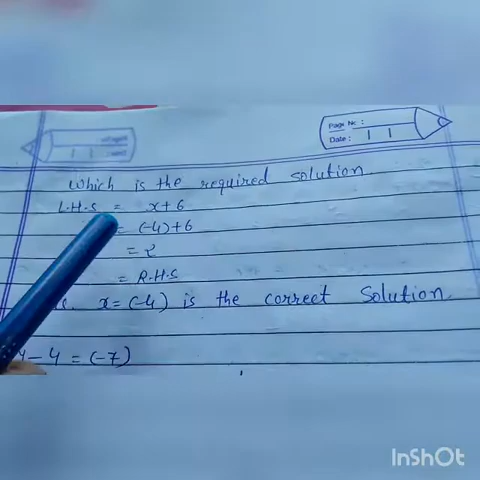 Page No:
Date:
Which is the required solution.
L.H.S = x+6
= (-4)+6
= 2
= R.H.S
x = (-4) is the correct Solution.
- 4 = (-7)
InShOt